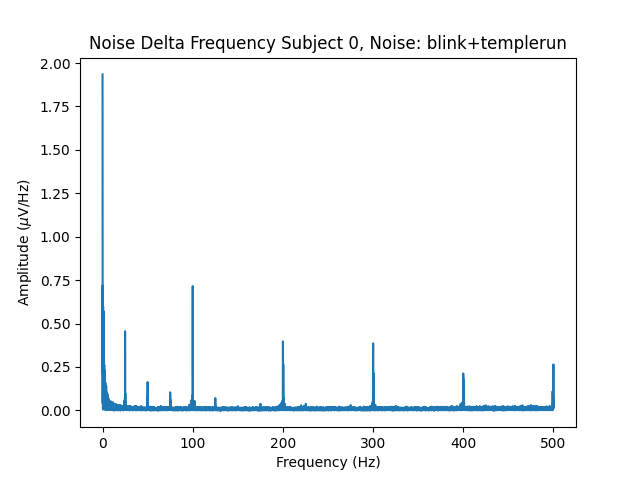 Noise Delta Frequency Subject 0, Noise: blink+templerun
2.00
1.75
1.50
1.25
1.00
0.75
0.50
0.25
0.00
Amplitude (μV/Hz)
0 100 200 300 400 500
Frequency (Hz)